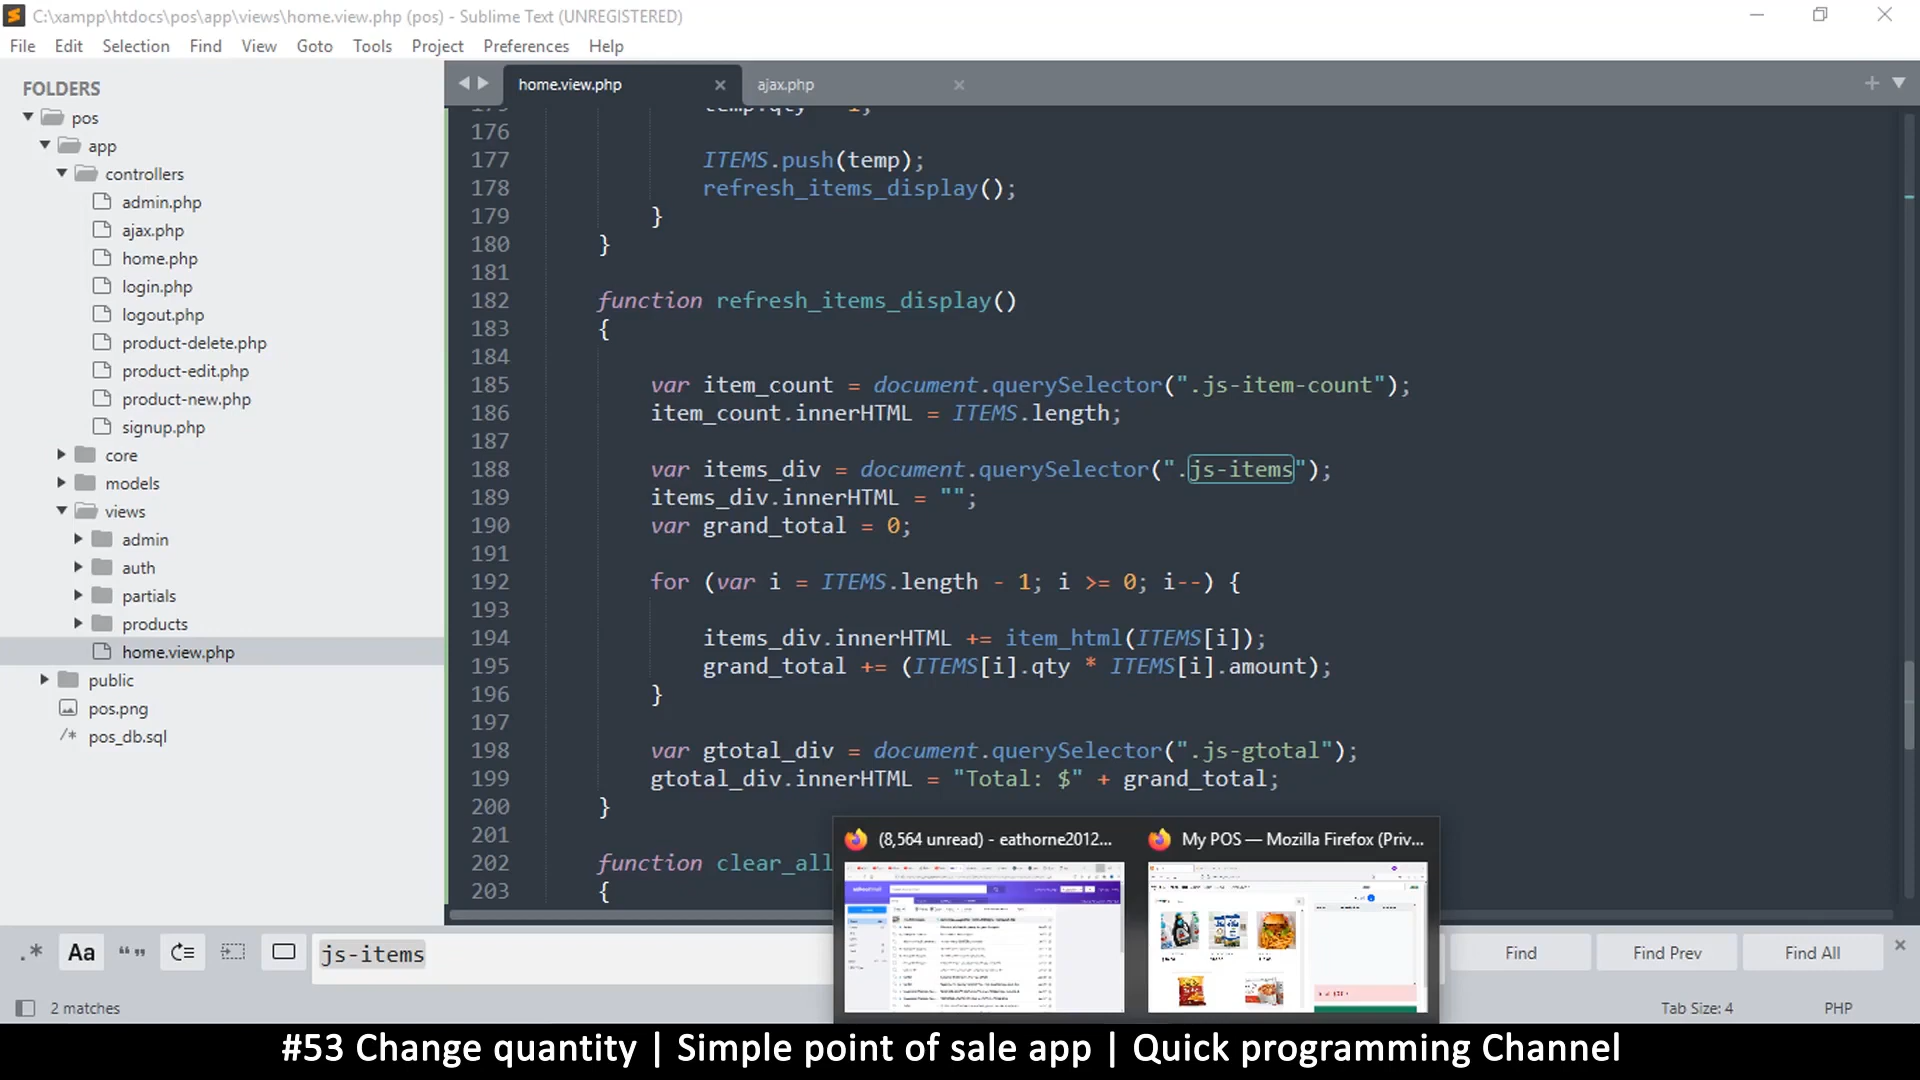 C:\xampp\htdocs\pos\app\views\home.view.php (pos) - Sublime Text (UNREGISTERED)
File Edit Selection Find View Goto Tools Project Preferences Help
FOLDERS
pos
app
controllers
admin.php
ajax.php
home.php
login.php
logout.php
product-delete.php
product-edit.php
product-new.php
signup.php
core
models
views
admin
auth
partials
products
home.view.php
public
pos.png
/* pos_db.sql
home.view.php
ajax.php
176
177 ITEMS.push(temp);
178 refresh_items_display();
179 }
180 }
181
182 function refresh_items_display()
183 {
184
185 var item_count = document.querySelector(".js-item-count");
186 item_count.innerHTML = ITEMS.length;
187
188 var items_div = document.querySelector(".js-items");
189 items_div.innerHTML = "";
190 var grand_total = 0;
191
192 for (var i = ITEMS.length - 1; i >= 0; i--) {
193
194 items_div.innerHTML += item_html(ITEMS[i]);
195 grand_total += (ITEMS[i].qty * ITEMS[i].amount);
196 }
197
198 var gtotal_div = document.querySelector(".js-gtotal");
199 gtotal_div.innerHTML = "Total: $" + grand_total;
200 }
201
202 function clear_all
203 {
(8,564 unread) - eathorne2012...
My POS — Mozilla Firefox (Priv...
.* Aa “ ” js-items
Find Find Prev Find All
2 matches
Tab Size: 4 PHP
#53 Change quantity | Simple point of sale app | Quick programming Channel